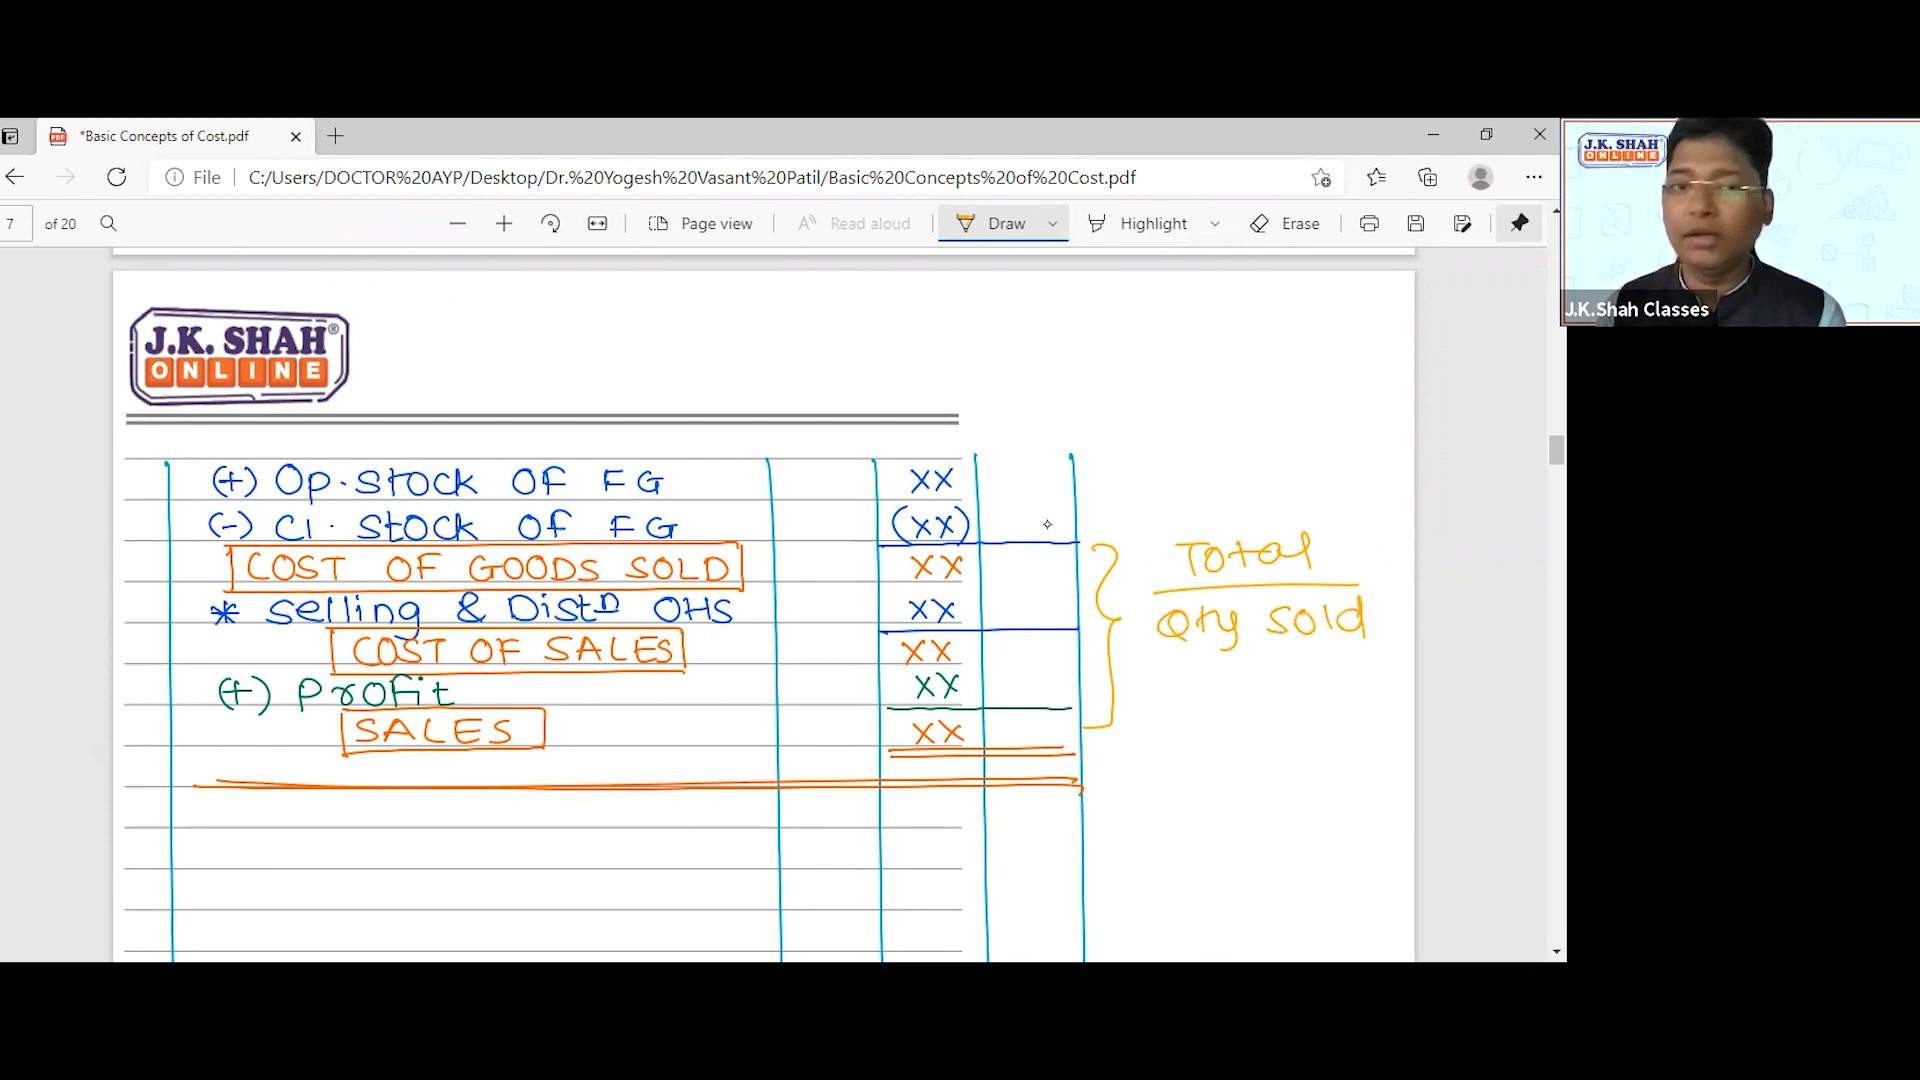 *Basic Concepts of Cost.pdf
File
C:/Users/DOCTOR%20AYP/Desktop/Dr.%20Yogesh%20Vasant%20Patil/Basic%20Concepts%20of%20Cost.pdf
7 of 20
Page view
Read aloud
Draw
Highlight
Erase
J.K. SHAH ONLINE
J.K.Shah Classes
J.K. SHAH®
ONLINE
(+) Op. Stock OF FG XX
(-) Cl. Stock OF FG (XX)
COST OF GOODS SOLD XX
* Selling & Distn OHS XX
COST OF SALES XX
(+) Profit XX
SALES XX
Total
Qty Sold